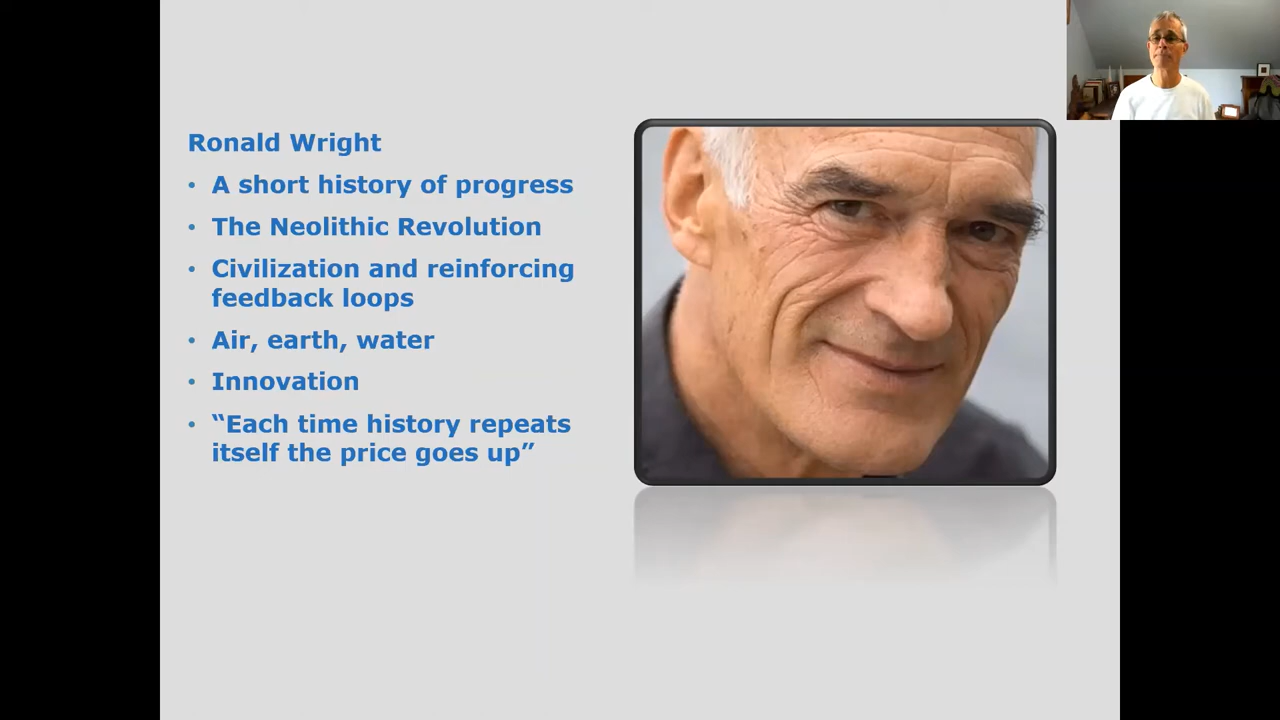 Ronald Wright
• A short history of progress
• The Neolithic Revolution
• Civilization and reinforcing
feedback loops
• Air, earth, water
• Innovation
• “Each time history repeats
itself the price goes up”